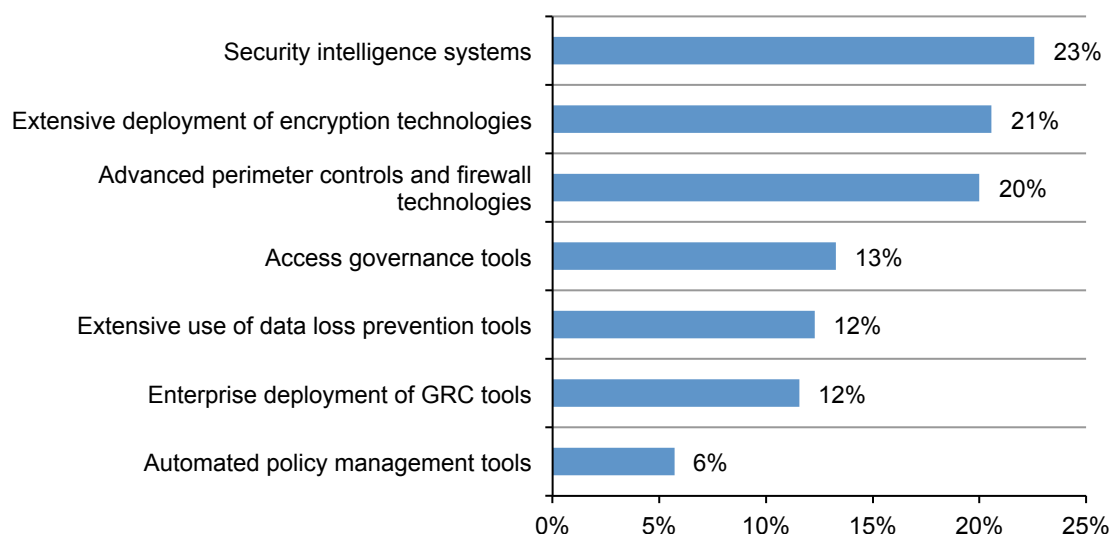 Security intelligence systems
23%
Extensive deployment of encryption technologies
21%
Advanced perimeter controls and firewall
technologies
20%
Access governance tools
13%
Extensive use of data loss prevention tools
12%
Enterprise deployment of GRC tools
12%
Automated policy management tools
6%
0% 5% 10% 15% 20% 25%